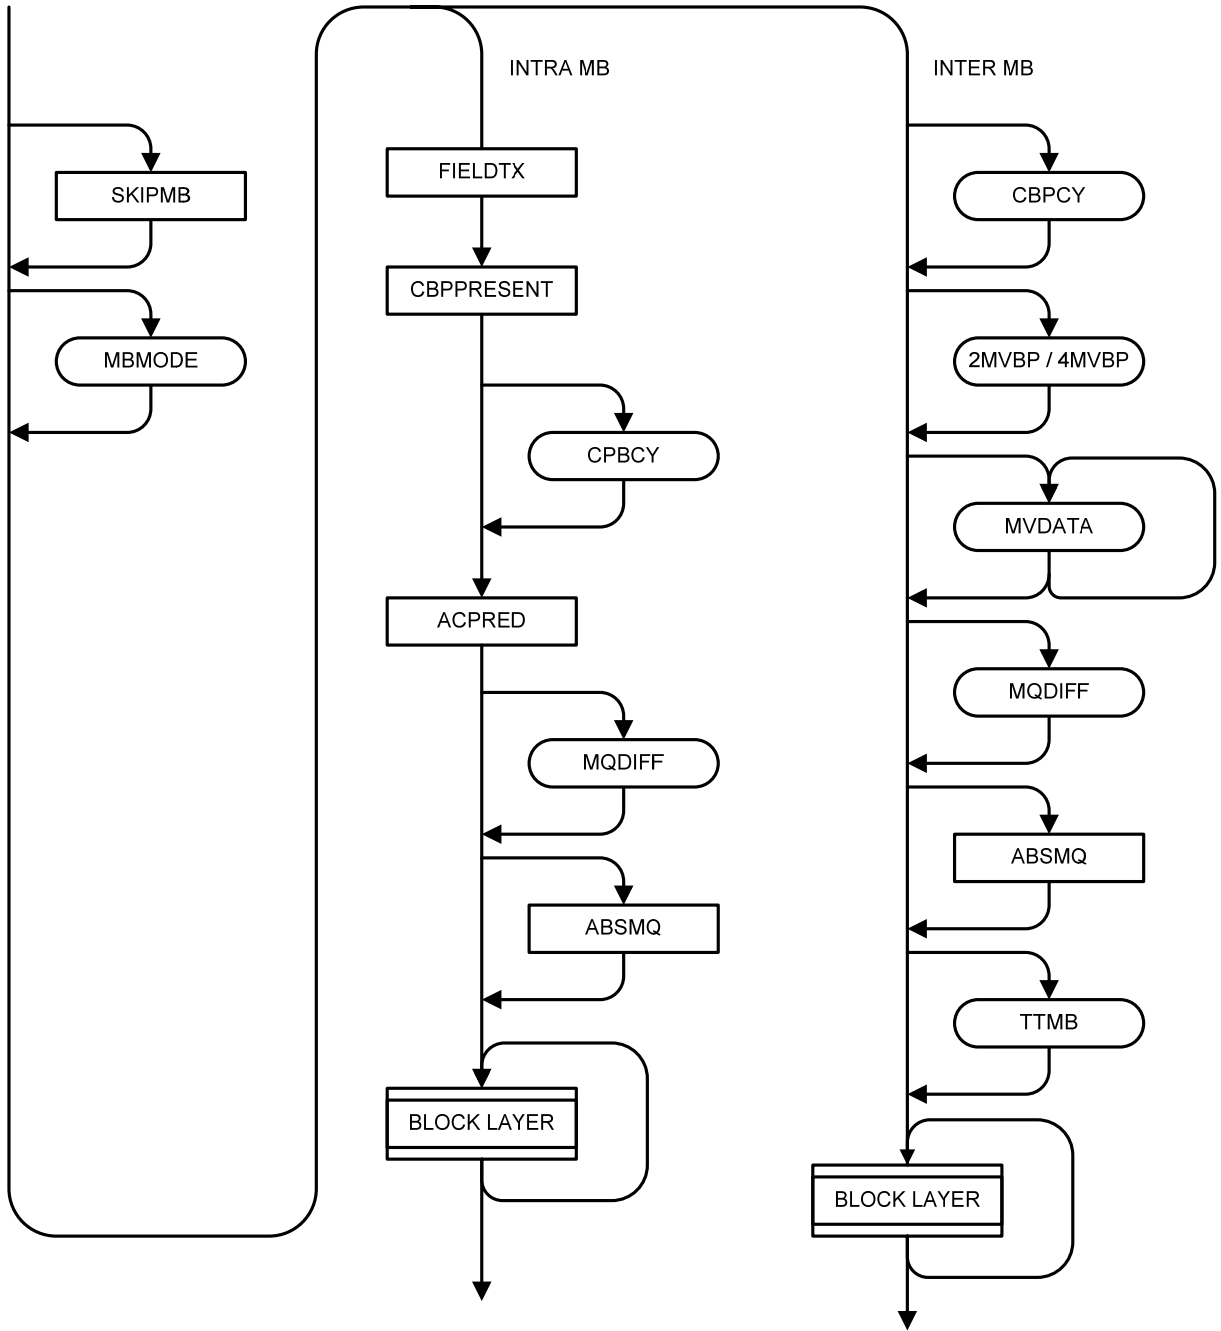 SKIPMB
MBMODE
INTRA MB
FIELDTX
CBPPRESENT
CPBCY
ACPRED
MQDIFF
ABSMQ
BLOCK LAYER
INTER MB
CBPCY
2MVBP / 4MVBP
MVDATA
MQDIFF
ABSMQ
TTMB
BLOCK LAYER